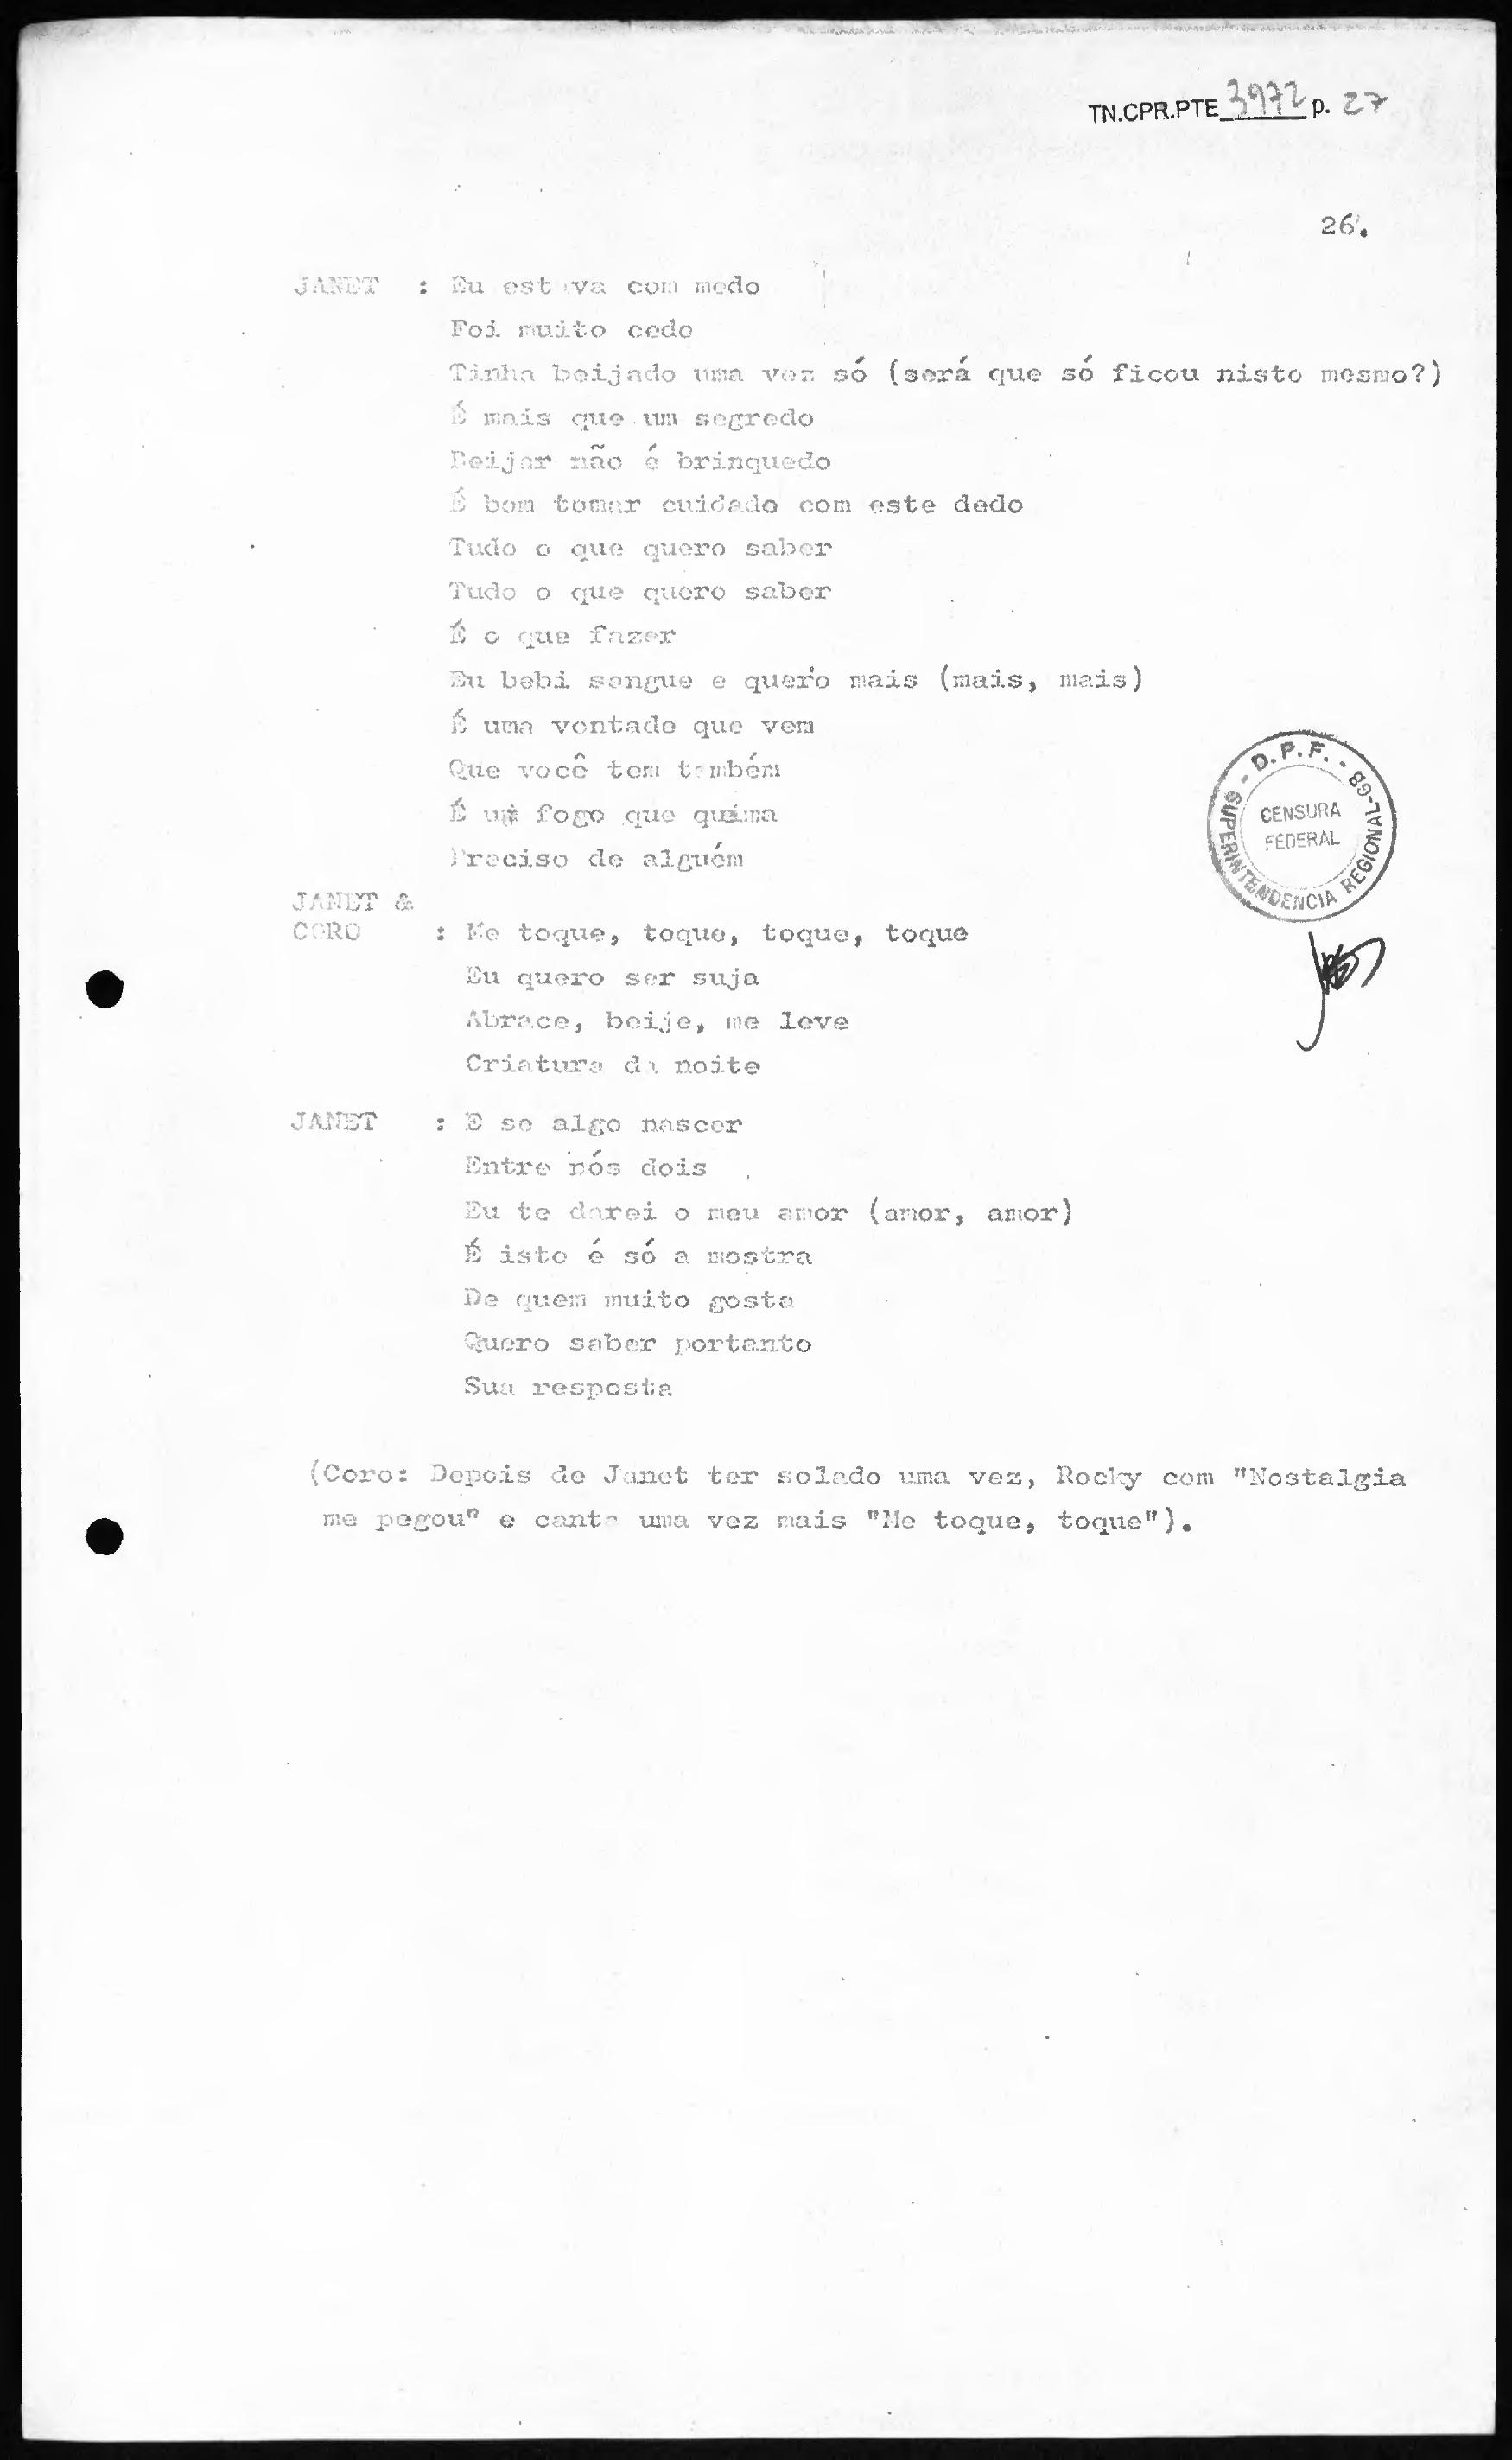 TN.CPR.PTE 3972 p. 27
26.
JANET : Eu estava com medo
Foi muito cedo
Tinha beijado uma vez só (será que só ficou nisto mesmo?)
É mais que um segredo
Beijar não é brinquedo
É bom tomar cuidado com este dedo
Tudo o que quero saber
Tudo o que quero saber
É o que fazer
Eu bebi sangue e quero mais (mais, mais)
É uma vontade que vem
Que você tem também
É um fogo que queima
Preciso de alguém
JANET &
CORO : Me toque, toque, toque, toque
Eu quero ser suja
Abrace, beije, me leve
Criatura da noite
JANET : E se algo nascer
Entre nós dois
Eu te darei o meu amor (amor, amor)
É isto é só a mostra
De quem muito gosta
Quero saber portanto
Sua resposta
(Coro: Depois de Janet ter solado uma vez, Rocky com "Nostalgia
me pegou" e canta uma vez mais "Me toque, toque").
- D.P.F. -
SUPERINTENDENCIA REGIONAL-GB
CENSURA
FEDERAL